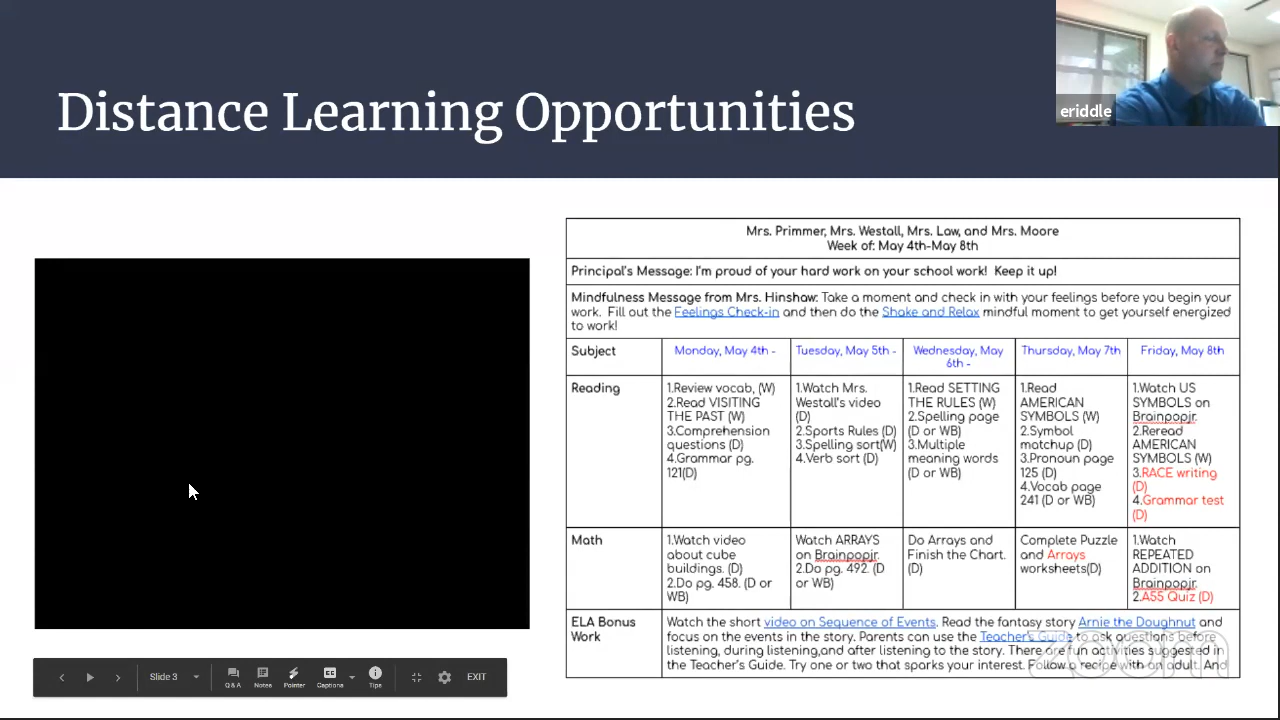 Distance Learning Opportunities
eriddle
Mrs. Primmer, Mrs. Westall, Mrs. Law, and Mrs. Moore
Week of: May 4th-May 8th
Principal's Message: I'm proud of your hard work on your school work! Keep it up!
Mindfulness Message from Mrs. Hinshaw: Take a moment and check in with your feelings before you begin your
work. Fill out the Feelings Check-in and then do the Shake and Relax mindful moment to get yourself energized
to work!
Subject
Monday, May 4th -
Tuesday, May 5th -
Wednesday, May
6th -
Thursday, May 7th
Friday, May 8th
Reading
1.Review vocab, (W)
2.Read VISITING
THE PAST (W)
3.Comprehension
questions (D)
4.Grammar pg.
121(D)
1.Watch Mrs.
Westall's video
(D)
2.Sports Rules (D)
3.Spelling sort(W)
4.Verb sort (D)
1.Read SETTING
THE RULES (W)
2.Spelling page
(D or WB)
3.Multiple
meaning words
(D or WB)
1.Read
AMERICAN
SYMBOLS (W)
2.Symbol
matchup (D)
3.Pronoun page
125 (D)
4.Vocab page
241 (D or WB)
1.Watch US
SYMBOLS on
Brainpopjr.
2.Reread
AMERICAN
SYMBOLS (W)
3.RACE writing
(D)
4.Grammar test
(D)
Math
1.Watch video
about cube
buildings. (D)
2.Do pg. 458. (D or
WB)
Watch ARRAYS
on Brainpopjr.
2.Do pg. 492. (D
or WB)
Do Arrays and
Finish the Chart.
(D)
Complete Puzzle
and Arrays
worksheets(D)
1.Watch
REPEATED
ADDITION on
Brainpopjr.
2.A55 Quiz (D)
ELA Bonus
Work
Watch the short video on Sequence of Events. Read the fantasy story Arnie the Doughnut and
focus on the events in the story. Parents can use the Teacher's Guide to ask questions before
listening, during listening,and after listening to the story. There are fun activities suggested in
the Teacher's Guide. Try one or two that sparks your interest. Follow a recipe with an adult. And
zoom
Slide 3
Q & A
Notes
Pointer
CC
Captions
Tips
EXIT